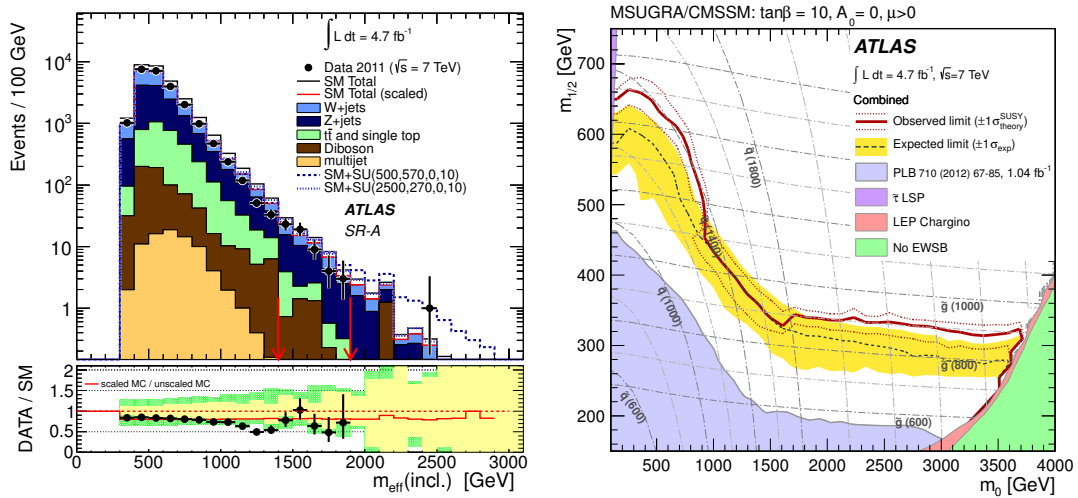 ∫ L dt = 4.7 fb⁻¹
Data 2011 (√s = 7 TeV)
SM Total
SM Total (scaled)
W+jets
Z+jets
tt̄ and single top
Diboson
multijet
SM+SU(500,570,0,10)
SM+SU(2500,270,0,10)
ATLAS
SR-A
Events / 100 GeV
10⁴
10³
10²
10
1
scaled MC / unscaled MC
DATA / SM
2
1.5
1
0.5
0
0 500 1000 1500 2000 2500 3000
m_eff(incl.) [GeV]
MSUGRA/CMSSM: tanβ = 10, A₀ = 0, μ>0
ATLAS
∫ L dt = 4.7 fb⁻¹, √s=7 TeV
Combined
Observed limit (±1σ^SUSY_theory)
Expected limit (±1σ_exp)
PLB 710 (2012) 67-85, 1.04 fb⁻¹
τ̃ LSP
LEP Chargino
No EWSB
m_1/2 [GeV]
700
600
500
400
300
200
q̃ (1800)
q̃ (1400)
q̃ (1000)
q̃ (600)
g̃ (1000)
g̃ (800)
g̃ (600)
500 1000 1500 2000 2500 3000 3500 4000
m₀ [GeV]